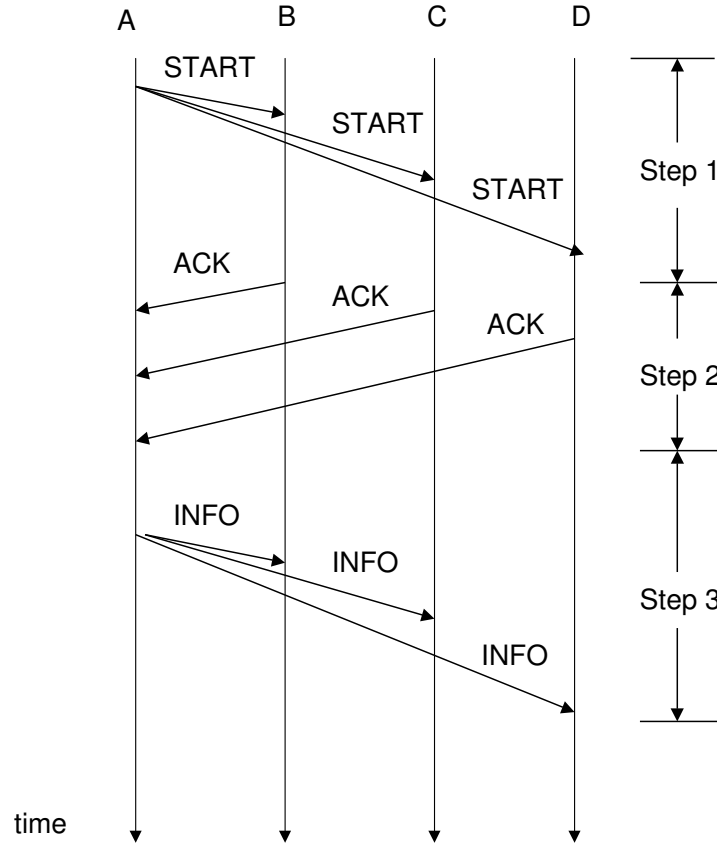 A B C D
START
START
Step 1
START
ACK
ACK
ACK
Step 2
INFO
INFO
Step 3
INFO
time